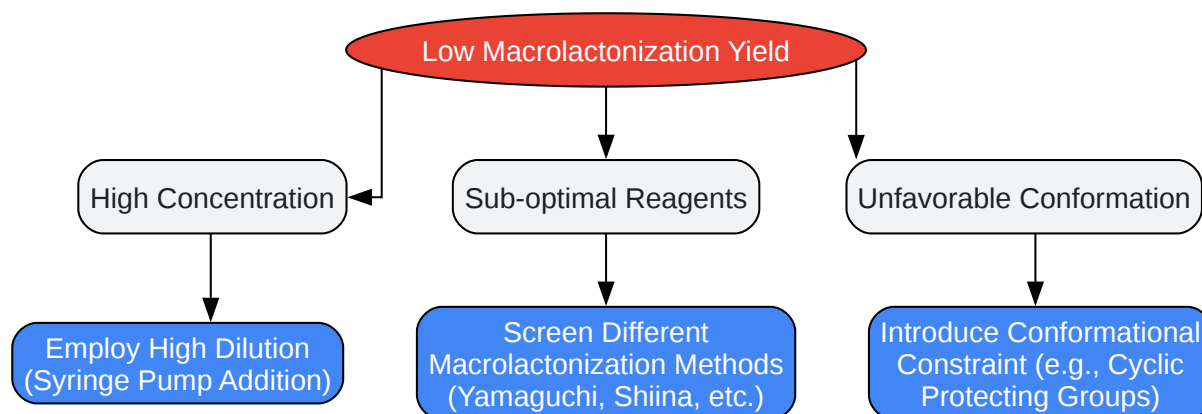 Low Macrolactonization Yield
High Concentration
Sub-optimal Reagents
Unfavorable Conformation
Employ High Dilution
(Syringe Pump Addition)
Screen Different
Macrolactonization Methods
(Yamaguchi, Shiina, etc.)
Introduce Conformational
Constraint (e.g., Cyclic
Protecting Groups)